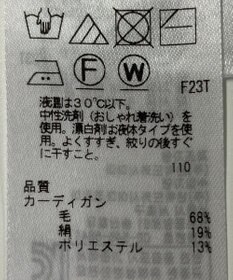 F
W
F23T
液温は30℃以下。
中性洗剤(おしゃれ着洗い)を
使用。漂白剤は液体タイプを使
用。よくすすぎ、絞りの後すぐ
に干すこと。
110
品質
カーディガン
毛 68%
絹 19%
ポリエステル 13%